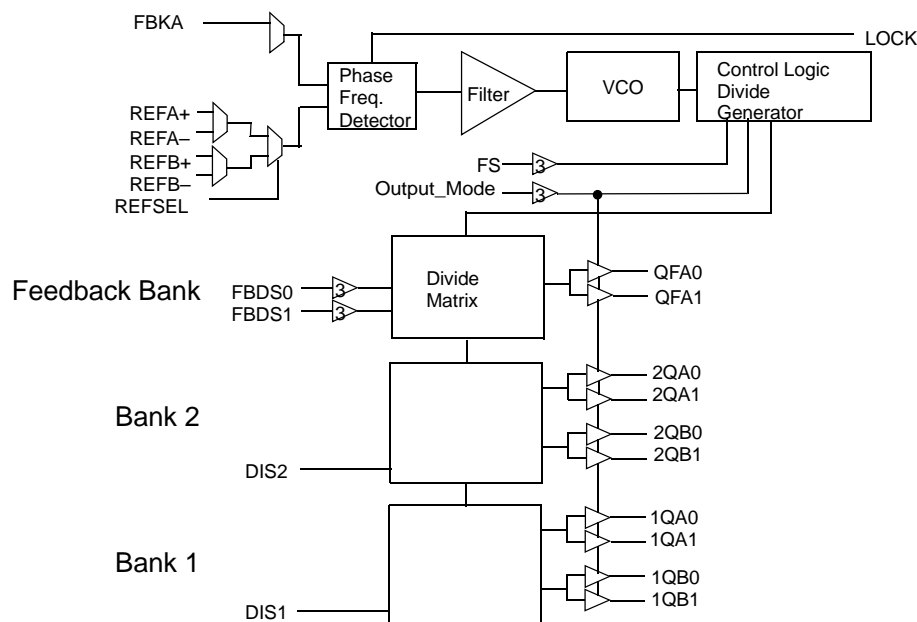 FBKA
LOCK
Phase
Freq.
Detector
Filter
VCO
Control Logic
Divide
Generator
REFA+
REFA–
REFB+
REFB–
REFSEL
FS
3
Output_Mode
3
Feedback Bank
FBDS0
3
FBDS1
3
Divide
Matrix
QFA0
QFA1
Bank 2
DIS2
2QA0
2QA1
2QB0
2QB1
Bank 1
DIS1
1QA0
1QA1
1QB0
1QB1